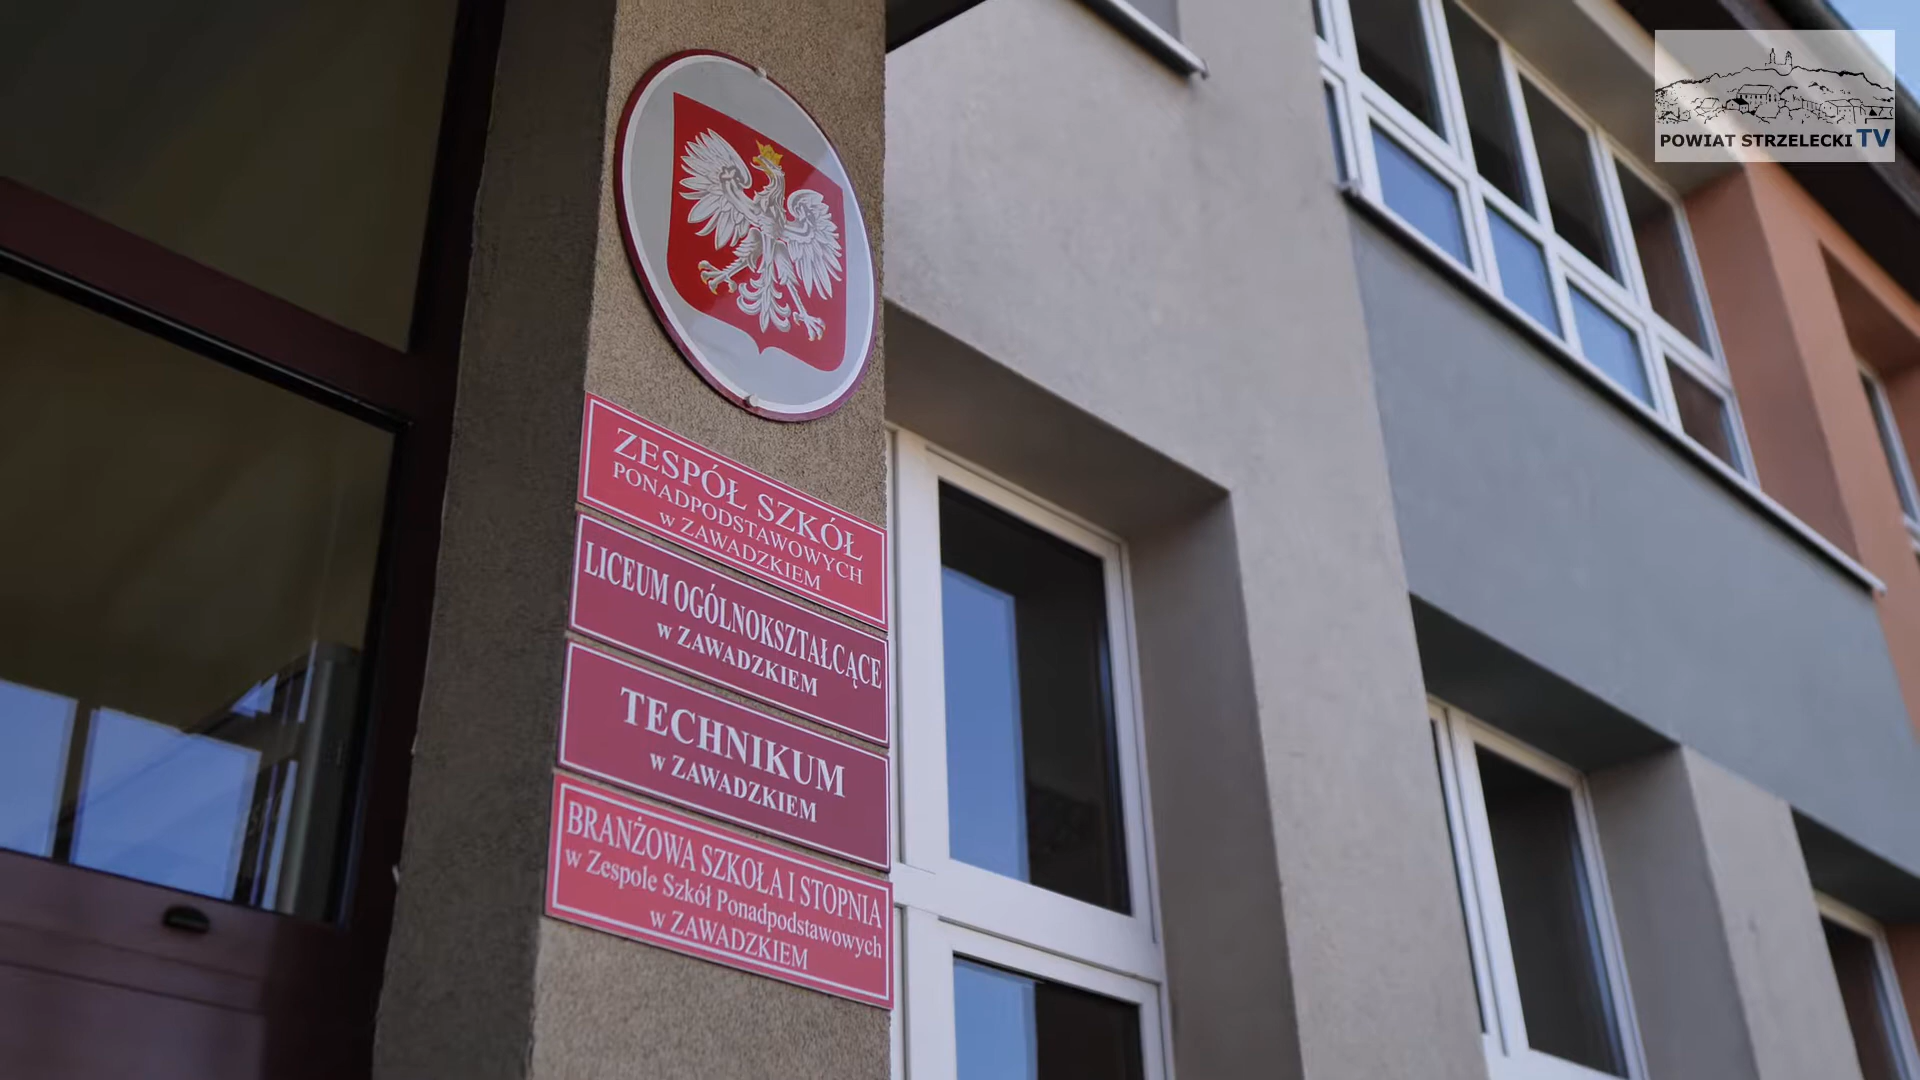 ZESPÓŁ SZKÓŁ
PONADPODSTAWOWYCH
w ZAWADZKIEM
LICEUM OGÓLNOKSZTAŁCĄCE
w ZAWADZKIEM
TECHNIKUM
w ZAWADZKIEM
BRANŻOWA SZKOŁA I STOPNIA
w Zespole Szkół Ponadpodstawowych
w ZAWADZKIEM
POWIAT STRZELECKI TV